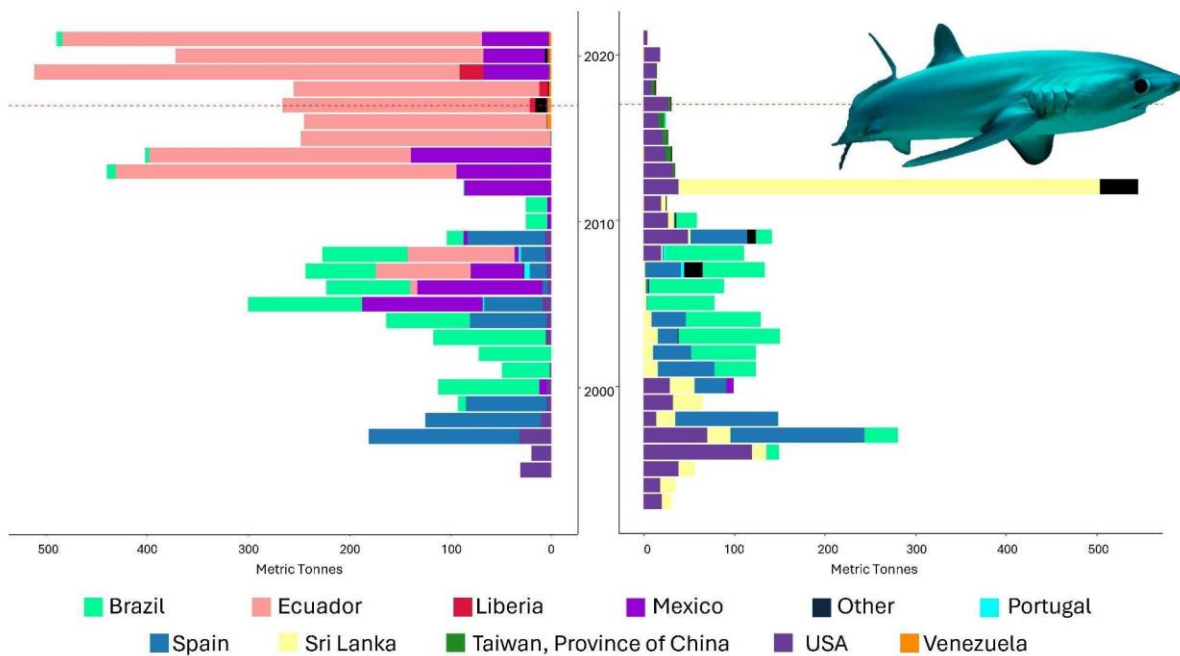 2020
2010
2000
500 400 300 200 100 0
0 100 200 300 400 500
Metric Tonnes
Metric Tonnes
Brazil Ecuador Liberia Mexico Other Portugal
Spain Sri Lanka Taiwan, Province of China USA Venezuela